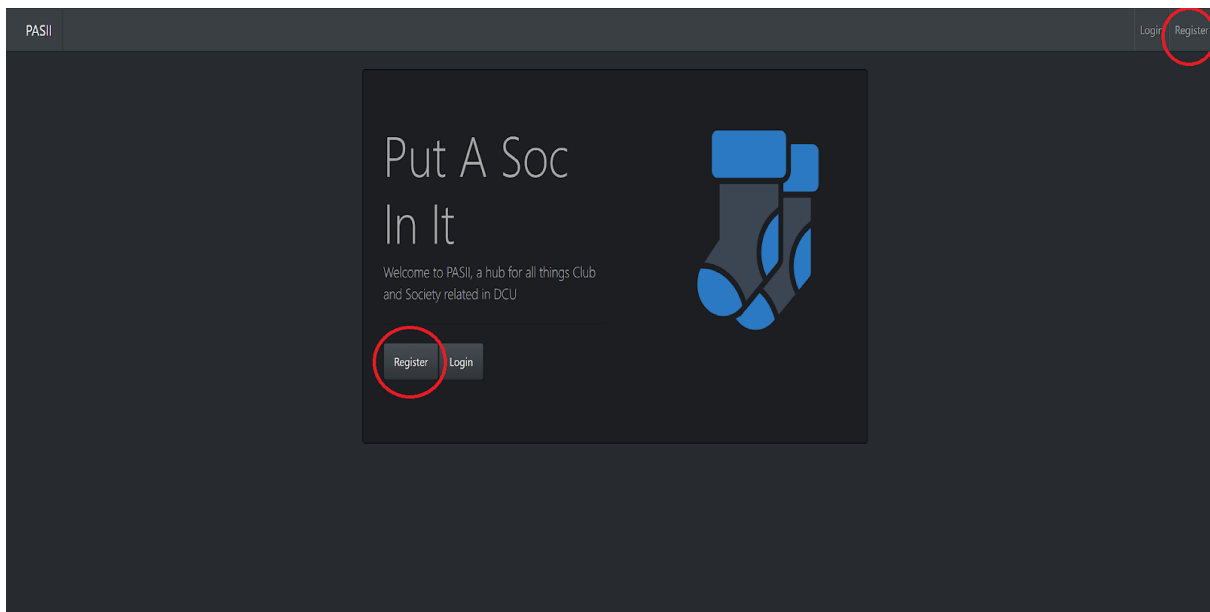 PASII
Login Register
Put A Soc
In It
Welcome to PASII, a hub for all things Club
and Society related in DCU
Register Login